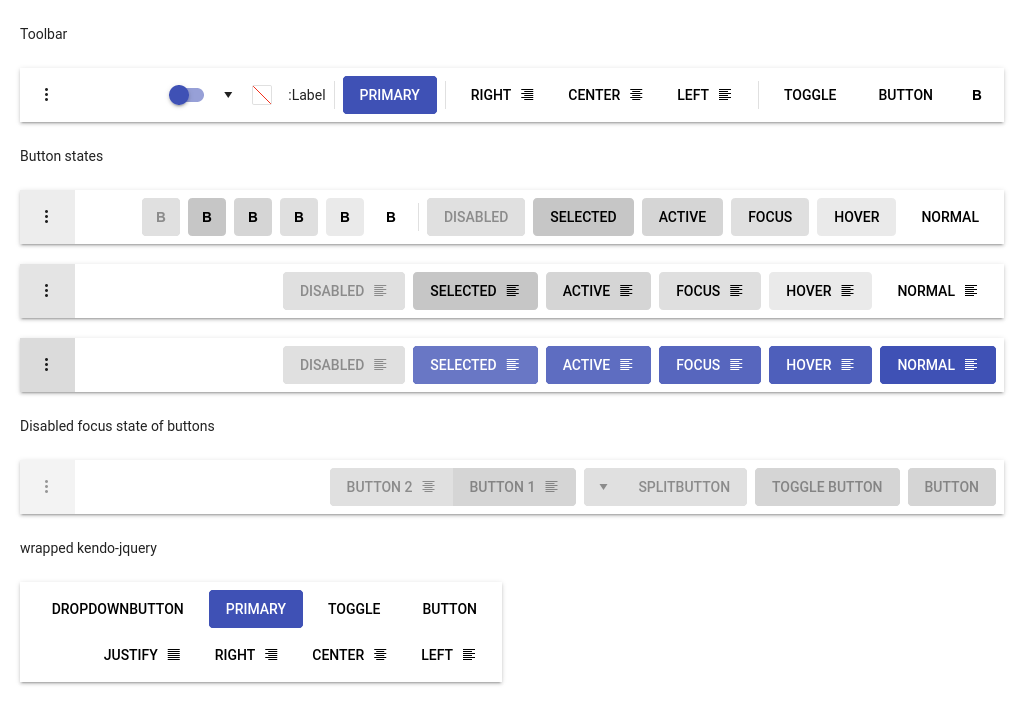 Toolbar
:Label PRIMARY RIGHT CENTER LEFT TOGGLE BUTTON B
Button states
B B B B B B DISABLED SELECTED ACTIVE FOCUS HOVER NORMAL
DISABLED SELECTED ACTIVE FOCUS HOVER NORMAL
DISABLED SELECTED ACTIVE FOCUS HOVER NORMAL
Disabled focus state of buttons
BUTTON 2 BUTTON 1 SPLITBUTTON TOGGLE BUTTON BUTTON
wrapped kendo-jquery
DROPDOWNBUTTON PRIMARY TOGGLE BUTTON
JUSTIFY RIGHT CENTER LEFT